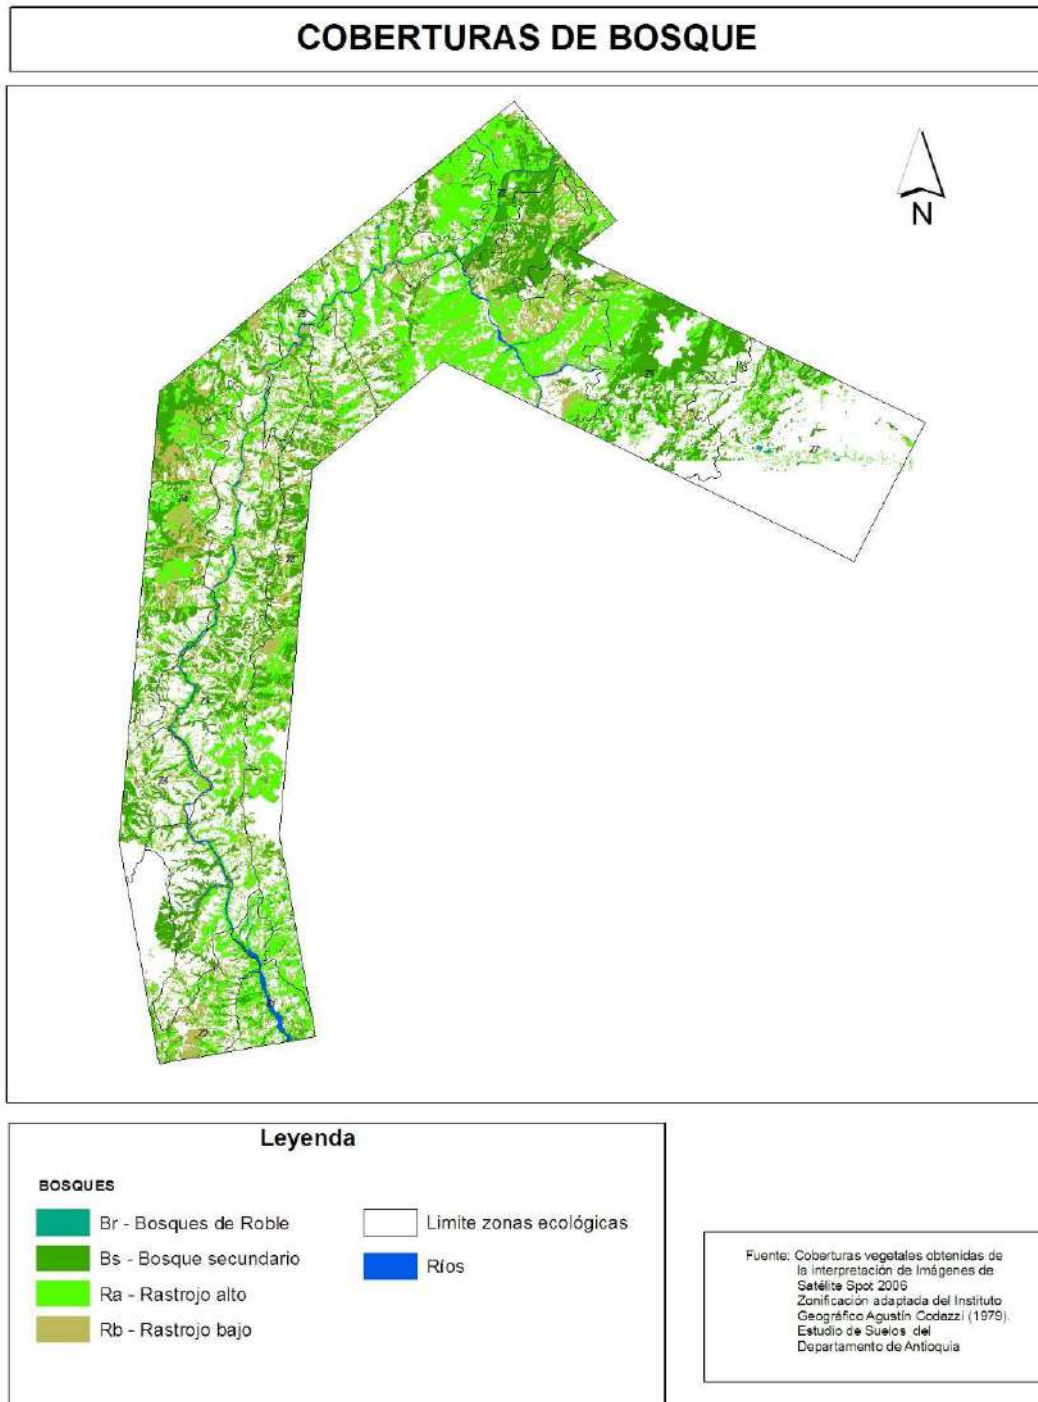 COBERTURAS DE BOSQUE
N
Leyenda
BOSQUES
Br - Bosques de Roble
Bs - Bosque secundario
Ra - Rastrojo alto
Rb - Rastrojo bajo
Limite zonas ecológicas
Ríos
Fuente: Coberturas vegetales obtenidas de
la interpretación de Imágenes de
Satélite Spot 2006
Zonificación adaptada del Instituto
Geográfico Agustín Codazzi (1979).
Estudio de Suelos del
Departamento de Antioquia